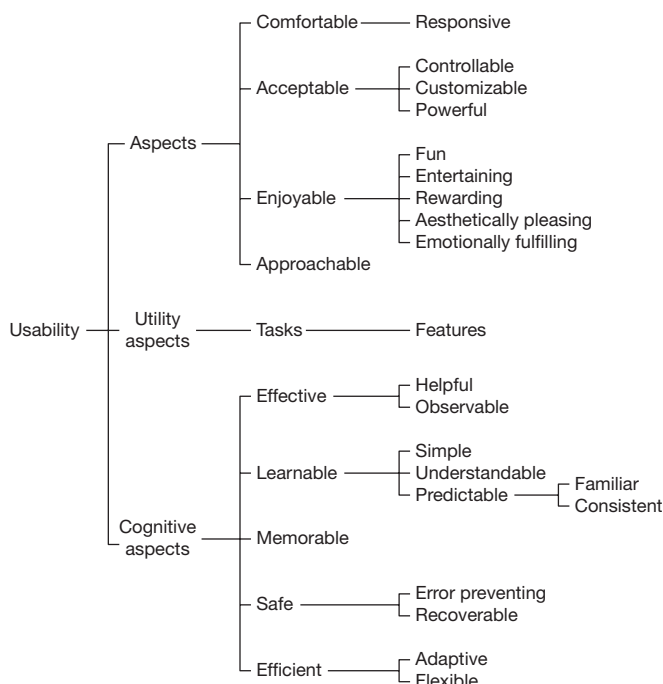 Comfortable
Responsive
Acceptable
Controllable
Customizable
Powerful
Aspects
Enjoyable
Fun
Entertaining
Rewarding
Aesthetically pleasing
Emotionally fulfilling
Approachable
Usability
Utility
aspects
Tasks
Features
Effective
Helpful
Observable
Learnable
Simple
Understandable
Predictable
Familiar
Consistent
Cognitive
aspects
Memorable
Safe
Error preventing
Recoverable
Efficient
Adaptive
Flexible